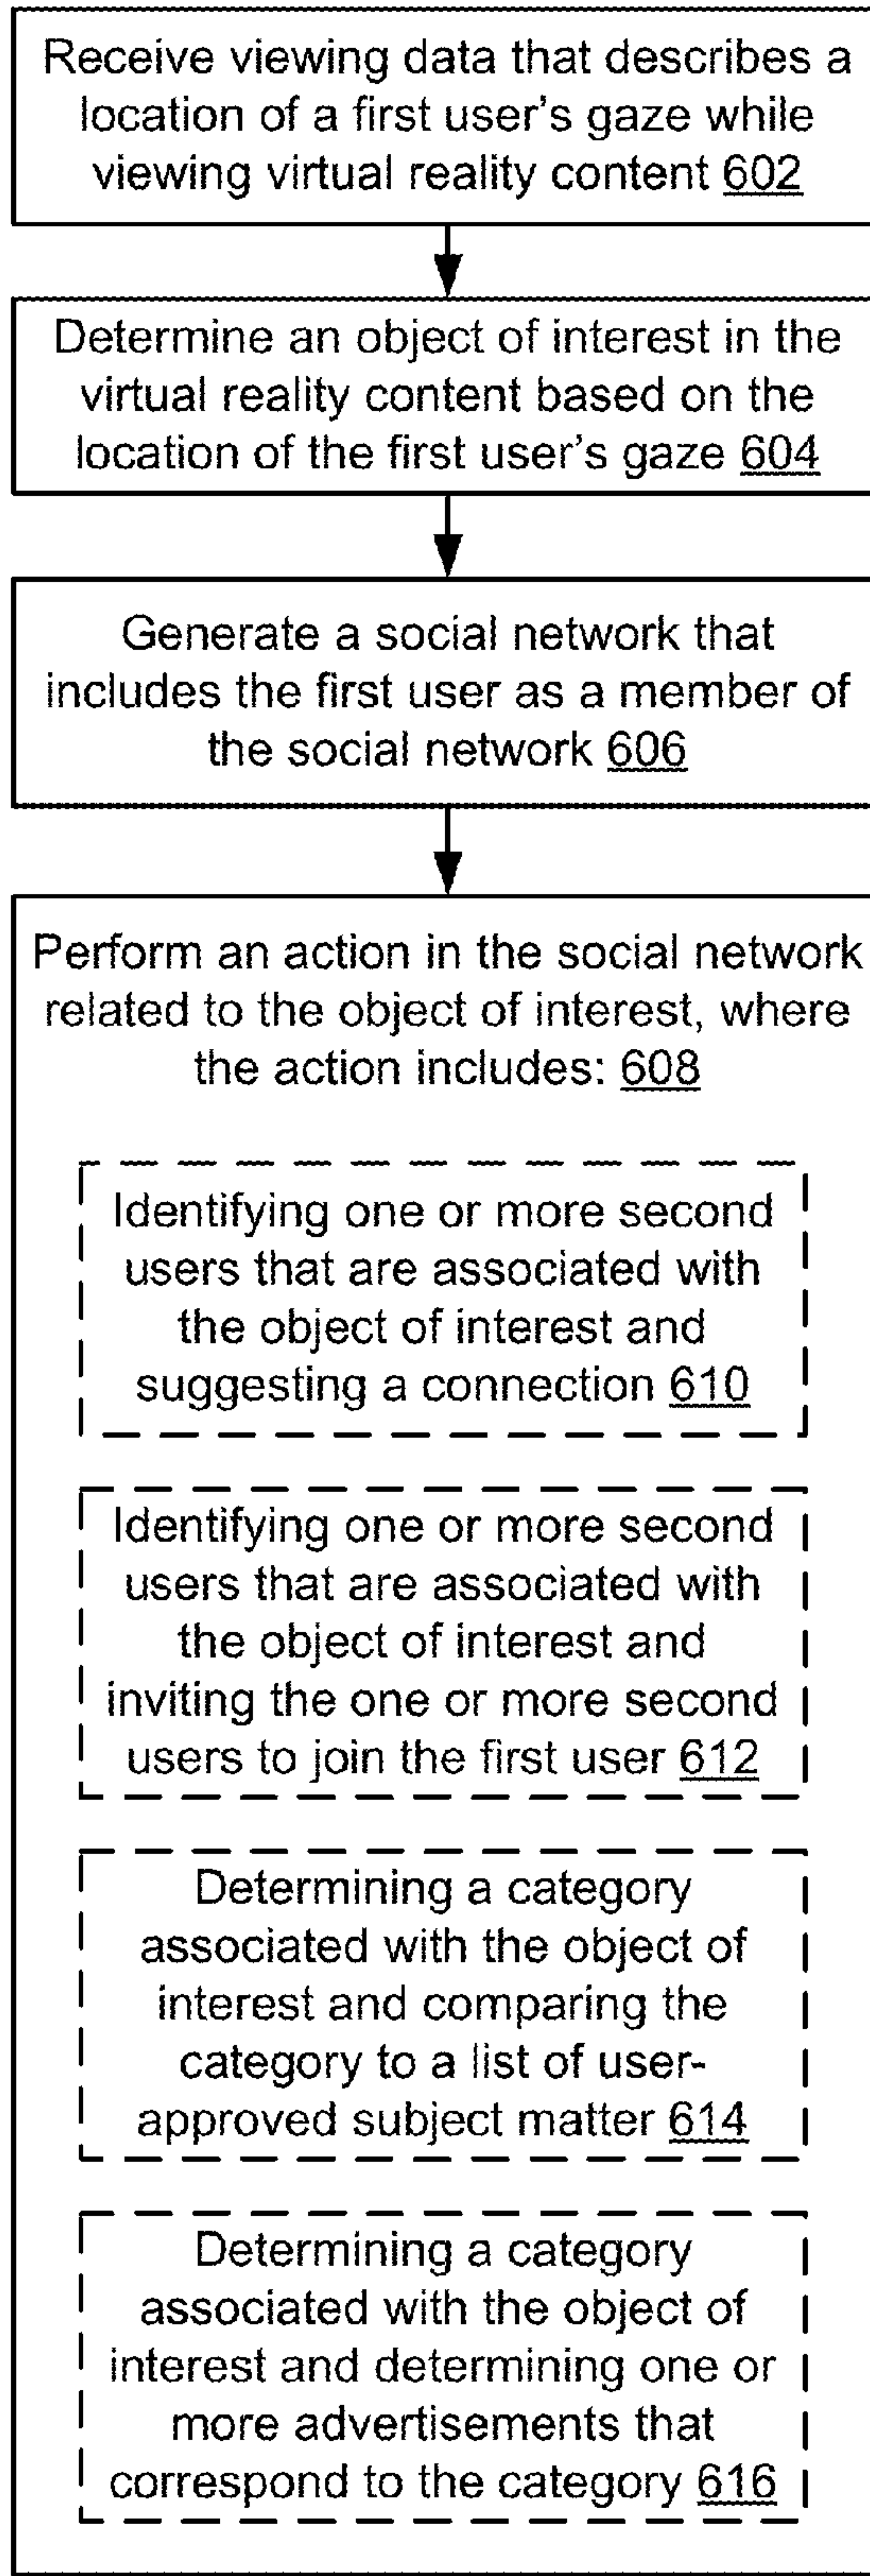 Receive viewing data that describes a
location of a first user's gaze while
viewing virtual reality content 602
Determine an object of interest in the
virtual reality content based on the
location of the first user's gaze 604
Generate a social network that
includes the first user as a member of
the social network 606
Perform an action in the social network
related to the object of interest, where
the action includes: 608
Identifying one or more second
users that are associated with
the object of interest and
suggesting a connection 610
Identifying one or more second
users that are associated with
the object of interest and
inviting the one or more second
users to join the first user 612
Determining a category
associated with the object of
interest and comparing the
category to a list of user-
approved subject matter 614
Determining a category
associated with the object of
interest and determining one or
more advertisements that
correspond to the category 616